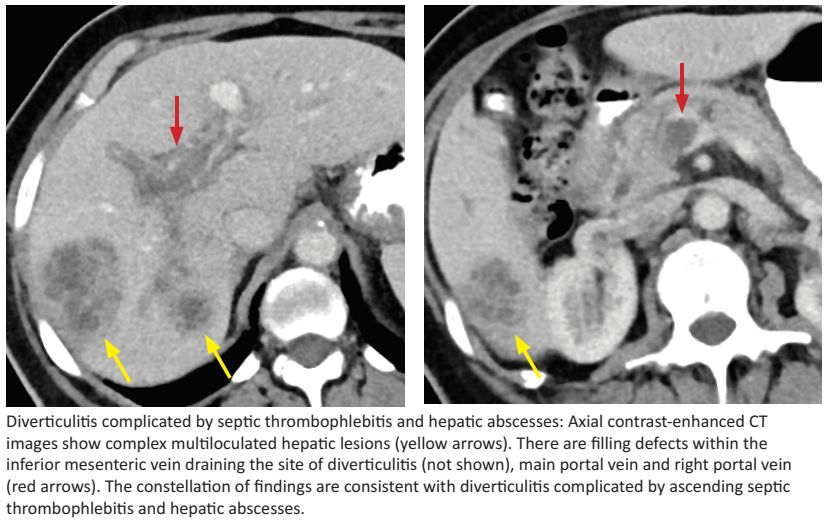 Diverticulitis complicated by septic thrombophlebitis and hepatic abscesses: Axial contrast-enhanced CT
images show complex multiloculated hepatic lesions (yellow arrows). There are filling defects within the
inferior mesenteric vein draining the site of diverticulitis (not shown), main portal vein and right portal vein
(red arrows). The constellation of findings are consistent with diverticulitis complicated by ascending septic
thrombophlebitis and hepatic abscesses.